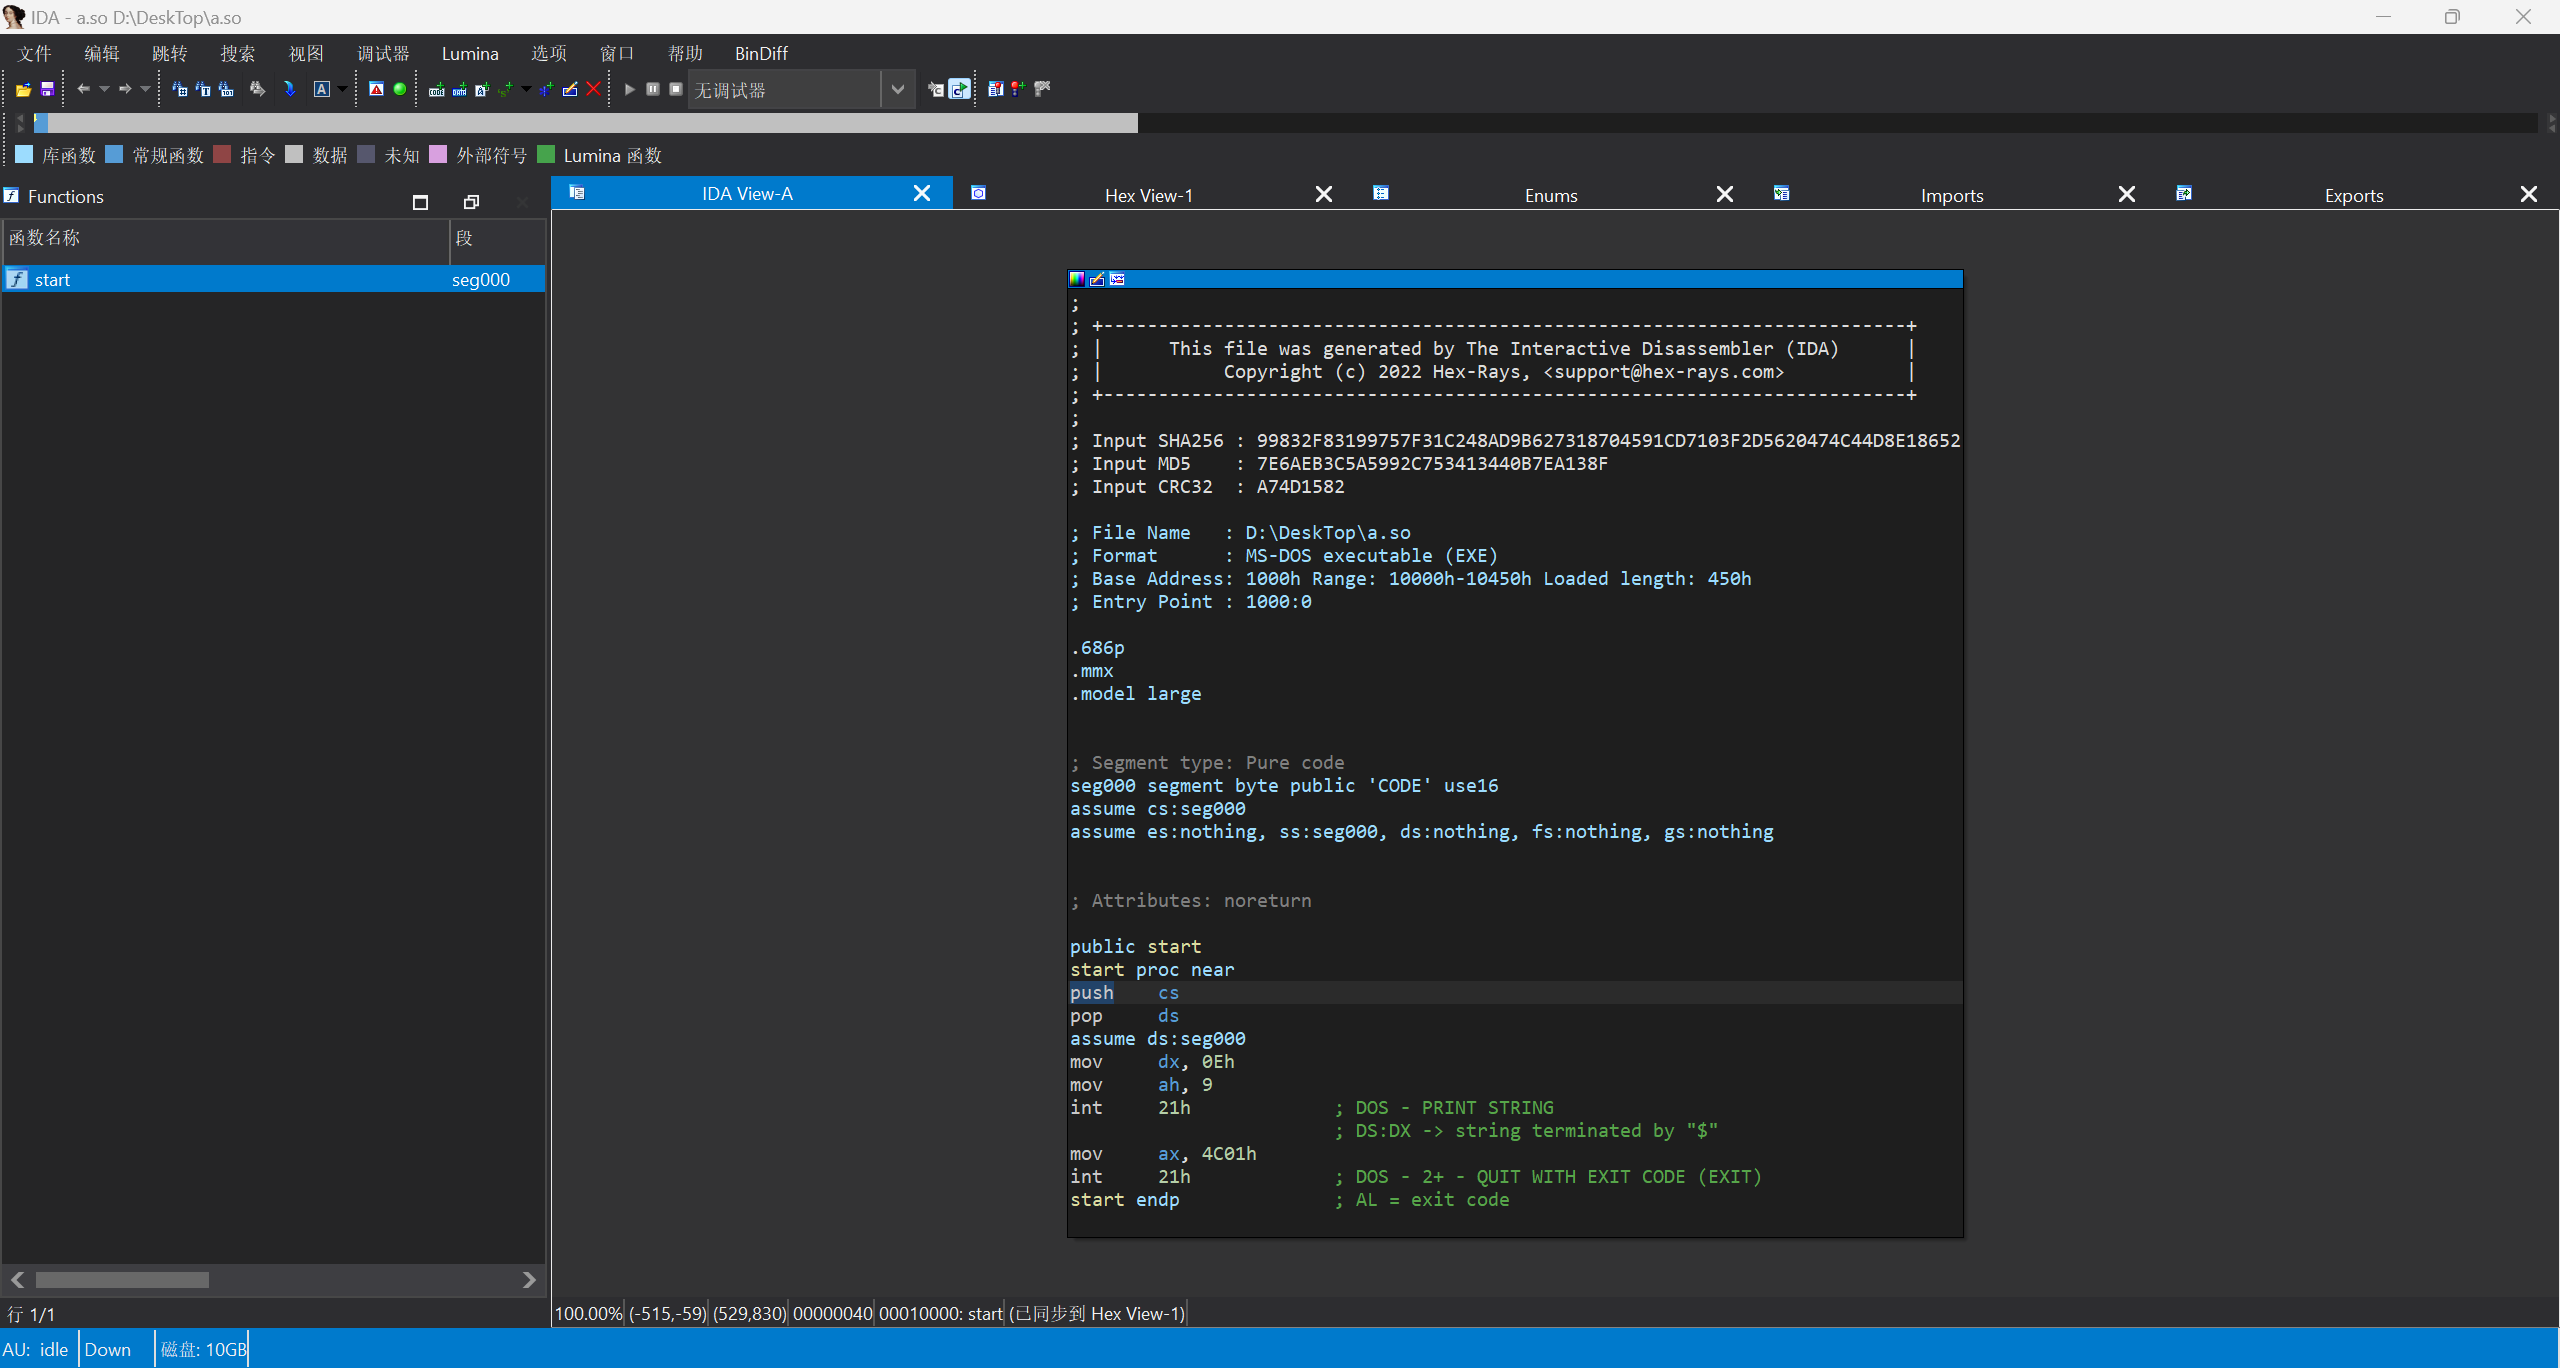 IDA - a.so D:\DeskTop\a.so
文件 编辑 跳转 搜索 视图 调试器 Lumina 选项 窗口 帮助 BinDiff
无调试器
库函数 常规函数 指令 数据 未知 外部符号 Lumina 函数
Functions
函数名称 段
start seg000
行 1/1
IDA View-A Hex View-1 Enums Imports Exports
;
; +-------------------------------------------------------------------------+
; |      This file was generated by The Interactive Disassembler (IDA)      |
; |           Copyright (c) 2022 Hex-Rays, <support@hex-rays.com>           |
; +-------------------------------------------------------------------------+
;
; Input SHA256 : 99832F83199757F31C248AD9B627318704591CD7103F2D5620474C44D8E18652
; Input MD5    : 7E6AEB3C5A5992C753413440B7EA138F
; Input CRC32  : A74D1582
; File Name   : D:\DeskTop\a.so
; Format      : MS-DOS executable (EXE)
; Base Address: 1000h Range: 10000h-10450h Loaded length: 450h
; Entry Point : 1000:0
.686p
.mmx
.model large
; Segment type: Pure code
seg000 segment byte public 'CODE' use16
assume cs:seg000
assume es:nothing, ss:seg000, ds:nothing, fs:nothing, gs:nothing
; Attributes: noreturn
public start
start proc near
push    cs
pop     ds
assume ds:seg000
mov     dx, 0Eh
mov     ah, 9
int     21h             ; DOS - PRINT STRING
                        ; DS:DX -> string terminated by "$"
mov     ax, 4C01h
int     21h             ; DOS - 2+ - QUIT WITH EXIT CODE (EXIT)
start endp              ; AL = exit code
100.00% (-515,-59) (529,830) 00000040 00010000: start (已同步到 Hex View-1)
AU: idle Down 磁盘: 10GB